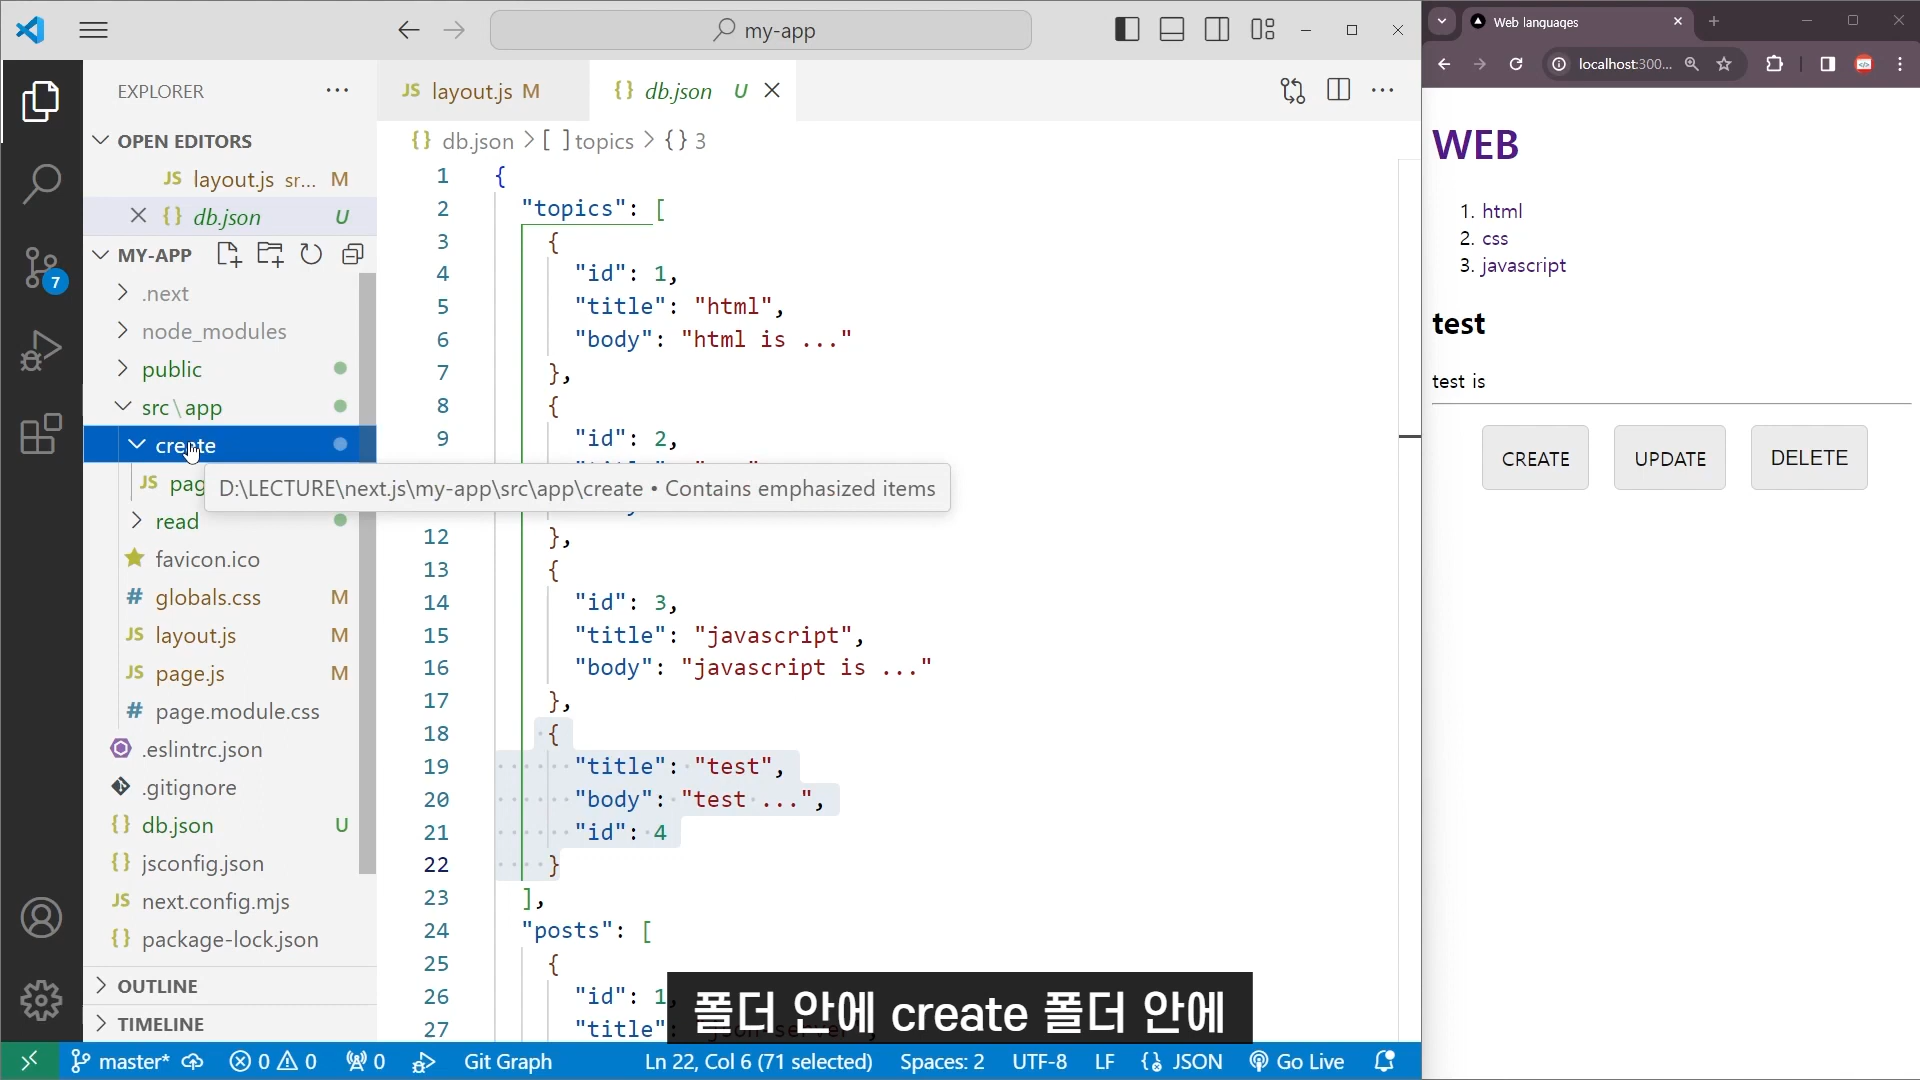 my-app
EXPLORER
OPEN EDITORS
JS layout.js sr... M
{} db.json U
MY-APP
.next
node_modules
public
src\app
create
JS pag
read
favicon.ico
# globals.css M
JS layout.js M
JS page.js M
# page.module.css
.eslintrc.json
.gitignore
{} db.json U
{} jsconfig.json
JS next.config.mjs
{} package-lock.json
OUTLINE
TIMELINE
7
JS layout.js M
{} db.json U
{} db.json > [ ] topics > {} 3
1 {
2 "topics": [
3 {
4 "id": 1,
5 "title": "html",
6 "body": "html is ..."
7 },
8 {
9 "id": 2,
D:\LECTURE\next.js\my-app\src\app\create • Contains emphasized items
12 },
13 {
14 "id": 3,
15 "title": "javascript",
16 "body": "javascript is ..."
17 },
18 {
19 "title": "test",
20 "body": "test ...",
21 "id": 4
22 }
23 ],
24 "posts": [
25 {
26 "id": 1
27 "title":
폴더 안에 create 폴더 안에
master* 0 0 0 Git Graph Ln 22, Col 6 (71 selected) Spaces: 2 UTF-8 LF {} JSON Go Live
Web languages
localhost:300...
WEB
1. html
2. css
3. javascript
test
test is
CREATE UPDATE DELETE